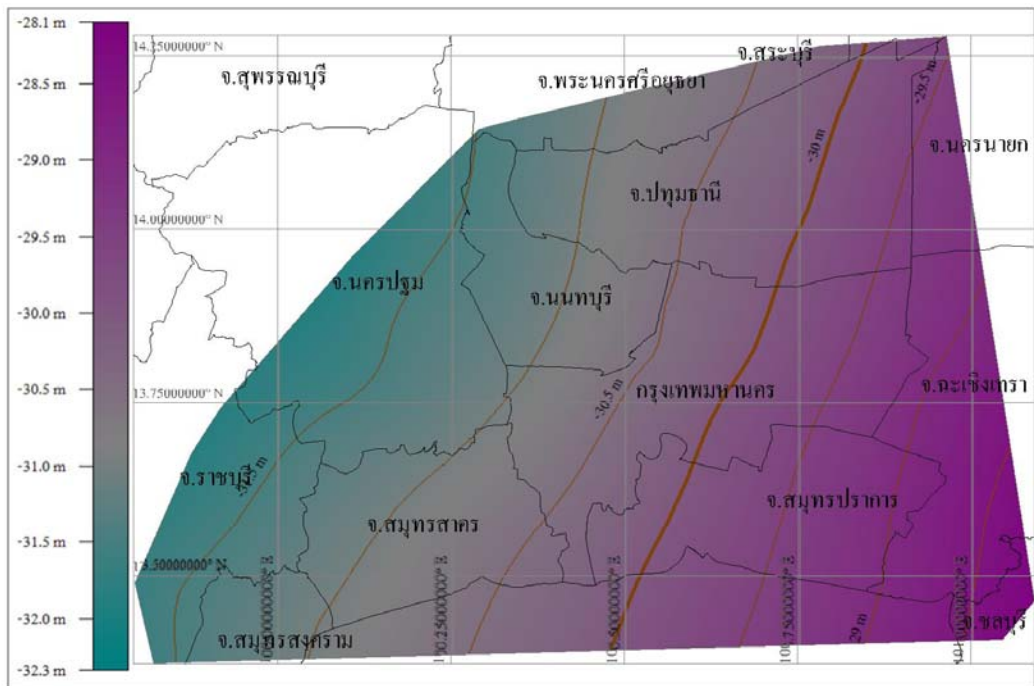 -28.1 m
-28.5 m
-29.0 m
-29.5 m
-30.0 m
-30.5 m
-31.0 m
-31.5 m
-32.0 m
-32.3 m
14.25000000° N
จ.สุพรรณบุรี
จ.พระนครศรีอยุธยา
จ.สระบุรี
-29.5 m
จ.นครนายก
-30 m
จ.ปทุมธานี
14.00000000° N
จ.นครปฐม
จ.นนทบุรี
13.75000000° N
-30.5 m
กรุงเทพมหานคร
จ.ฉะเชิงเทรา
จ.ราชบุรี
-31.5 m
จ.สมุทรสาคร
จ.สมุทรปราการ
13.50000000° N
100.25000000° E
100.50000000° E
100.75000000° E
-29 m
จ.สมุทรสงคราม
จ.ชลบุรี